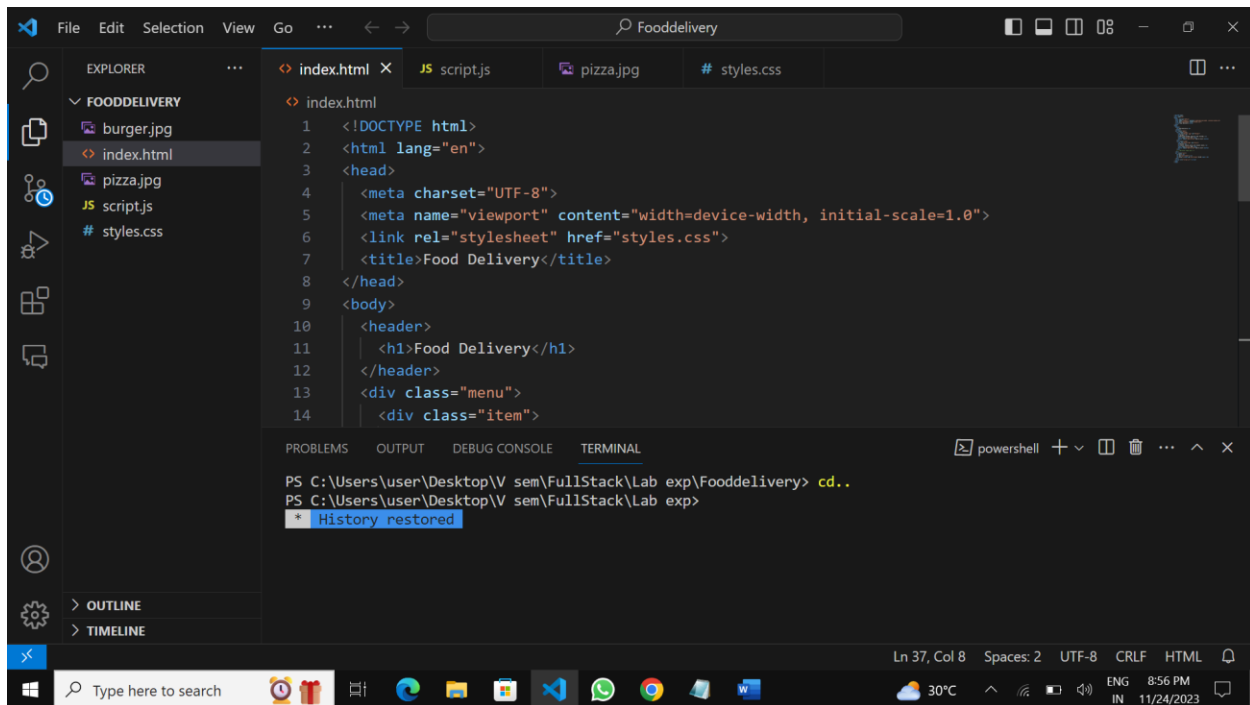 File Edit Selection View Go ··· Fooddelivery
EXPLORER ···
FOODDELIVERY
burger.jpg
index.html
pizza.jpg
JS script.js
# styles.css
OUTLINE
TIMELINE
index.html JS script.js pizza.jpg # styles.css ···
index.html
1 <!DOCTYPE html>
2 <html lang="en">
3 <head>
4 <meta charset="UTF-8">
5 <meta name="viewport" content="width=device-width, initial-scale=1.0">
6 <link rel="stylesheet" href="styles.css">
7 <title>Food Delivery</title>
8 </head>
9 <body>
10 <header>
11 <h1>Food Delivery</h1>
12 </header>
13 <div class="menu">
14 <div class="item">
PROBLEMS OUTPUT DEBUG CONSOLE TERMINAL powershell ···
PS C:\Users\user\Desktop\V sem\FullStack\Lab exp\Fooddelivery> cd..
PS C:\Users\user\Desktop\V sem\FullStack\Lab exp>
* History restored
Ln 37, Col 8 Spaces: 2 UTF-8 CRLF HTML
Type here to search 30°C ENG 8:56 PM
IN 11/24/2023